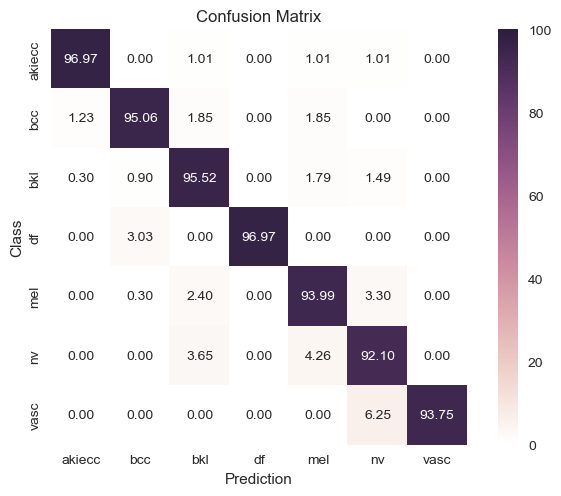 Confusion Matrix
akiecc 96.97 0.00 1.01 0.00 1.01 1.01 0.00
bcc 1.23 95.06 1.85 0.00 1.85 0.00 0.00
bkl 0.30 0.90 95.52 0.00 1.79 1.49 0.00
df 0.00 3.03 0.00 96.97 0.00 0.00 0.00
mel 0.00 0.30 2.40 0.00 93.99 3.30 0.00
nv 0.00 0.00 3.65 0.00 4.26 92.10 0.00
vasc 0.00 0.00 0.00 0.00 0.00 6.25 93.75
akiecc bcc bkl df mel nv vasc
Prediction
Class
100
80
60
40
20
0